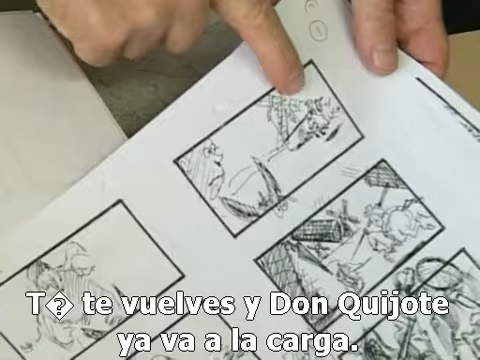 T� te vuelves y Don Quijote
ya va a la carga.